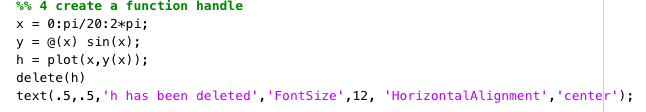 %% 4 create a function handle
x = 0:pi/20:2*pi;
y = @(x) sin(x);
h = plot(x,y(x));
delete(h)
text(.5,.5,'h has been deleted','FontSize',12, 'HorizontalAlignment','center');